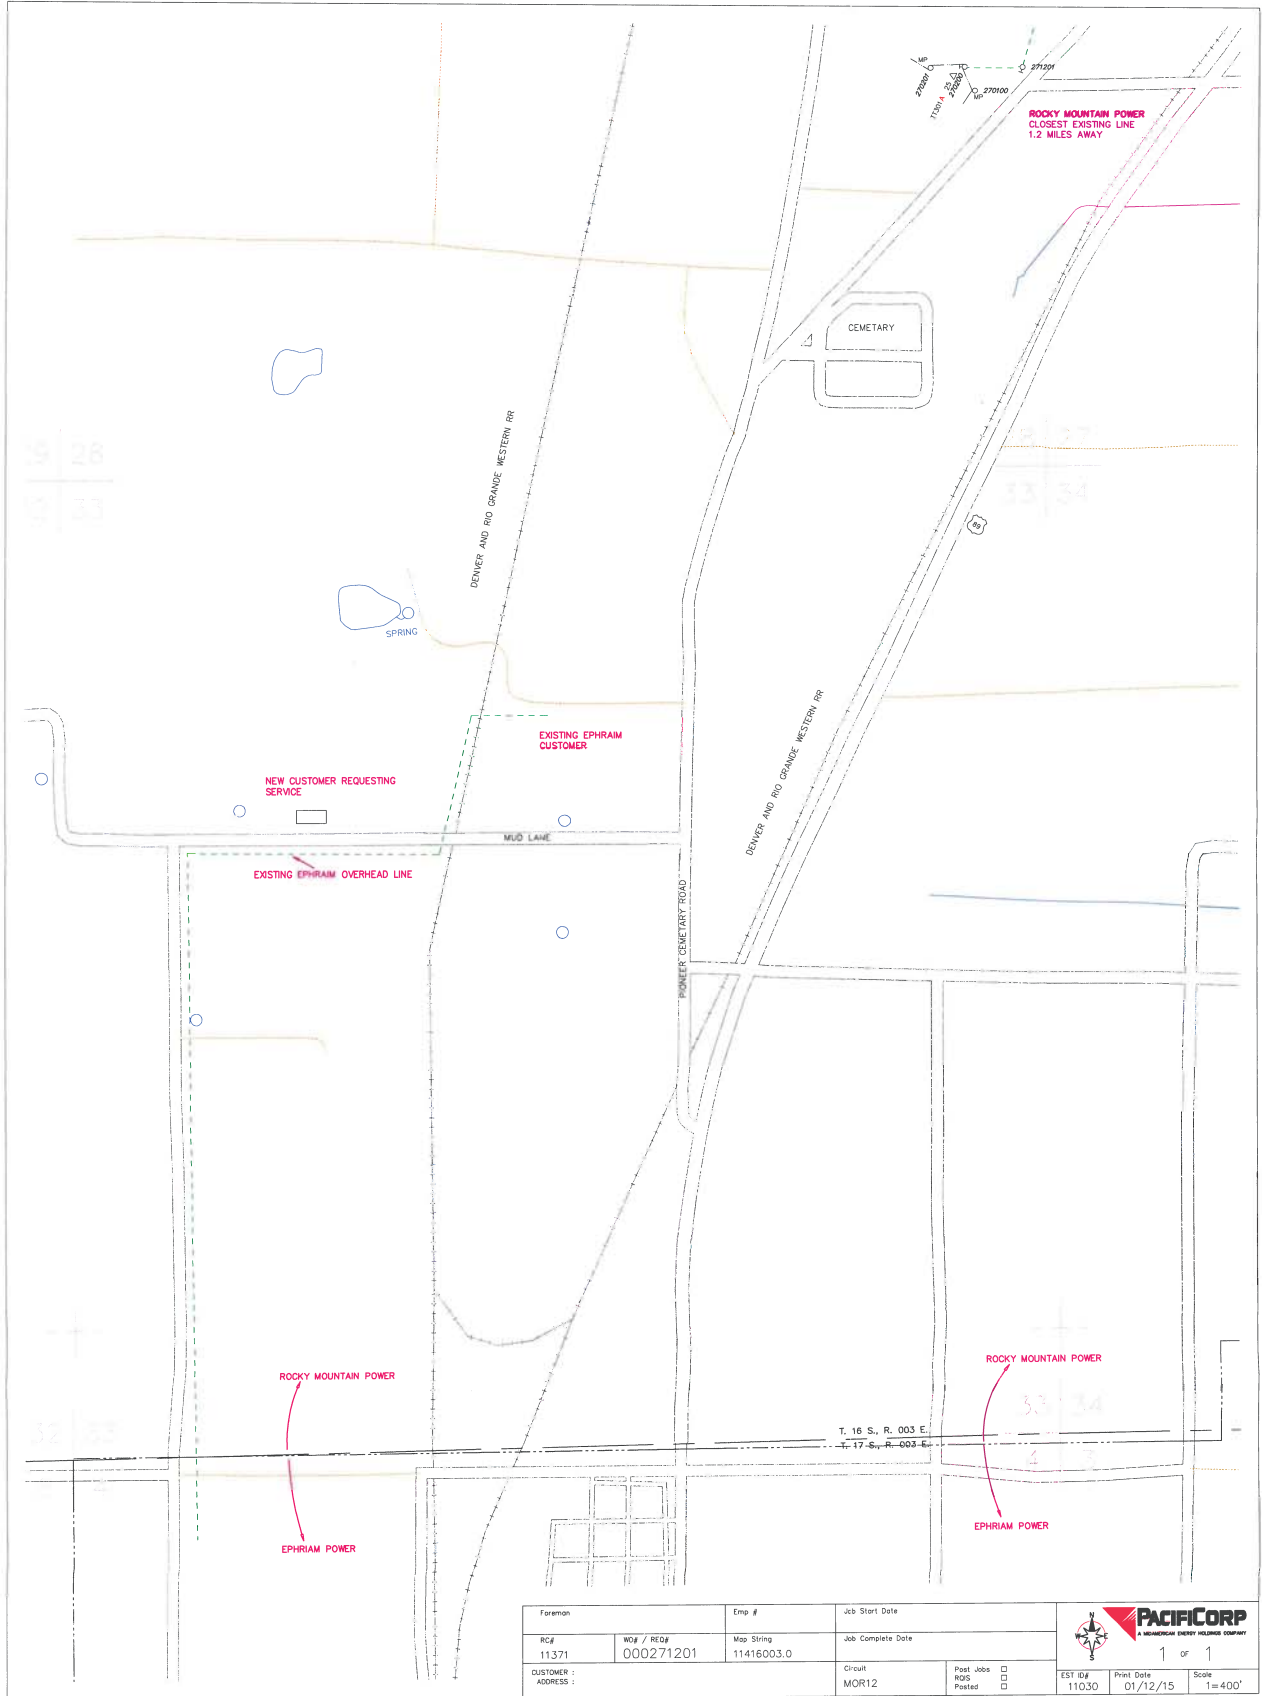 MP
270201
TT301A 25
270200
MP
270100
271201
ROCKY MOUNTAIN POWER
CLOSEST EXISTING LINE
1.2 MILES AWAY
CEMETARY
DENVER AND RIO GRANDE WESTERN RR
28
33
27
33 34
89
SPRING
EXISTING EPHRAIM
CUSTOMER
NEW CUSTOMER REQUESTING
SERVICE
MUD LANE
DENVER AND RIO GRANDE WESTERN RR
EXISTING EPHRAIM OVERHEAD LINE
PIONEER CEMETARY ROAD
ROCKY MOUNTAIN POWER
ROCKY MOUNTAIN POWER
32 33
33 34
T. 16 S., R. 003 E.
T. 17 S., R. 003 E.
4
EPHRIAM POWER
EPHRIAM POWER
Foreman
Emp #
Job Start Date
RC#
11371
WO# / REQ#
000271201
Map String
11416003.0
Job Complete Date
CUSTOMER :
ADDRESS :
Circuit
MOR12
Post Jobs
RQIS
Posted
N
W E
S
PACIFICORP
A MIDAMERICAN ENERGY HOLDINGS COMPANY
1 OF 1
EST ID#
11030
Print Date
01/12/15
Scale
1=400'